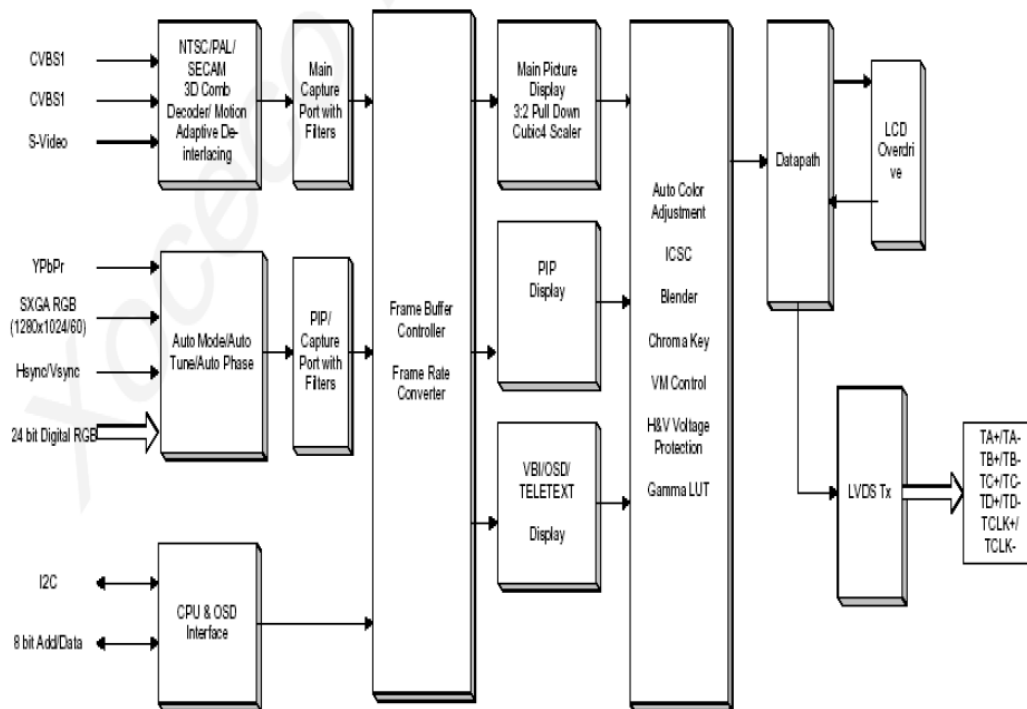 CVBS1
CVBS1
S-Video
NTSC/PAL/
SECAM
3D Comb
Decoder/ Motion
Adaptive De-
interlacing
Main
Capture
Port with
Filters
Main Picture
Display
3:2 Pull Down
Cubic4 Scaler
Datapath
LCD
Overdri
ve
YPbPr
SXGA RGB
(1280x1024/60)
Hsync/Vsync
24 bit Digital RGB
Auto Mode/Auto
Tune/Auto Phase
PIP/
Capture
Port with
Filters
Frame Buffer
Controller
Frame Rate
Converter
PIP
Display
VBI/OSD/
TELETEXT
Display
Auto Color
Adjustment
ICSC
Blender
Chroma Key
VM Control
H&V Voltage
Protection
Gamma LUT
LVDS Tx
TA+/TA-
TB+/TB-
TC+/TC-
TD+/TD-
TCLK+/
TCLK-
I2C
8 bit Add/Data
CPU & OSD
Interface
Xoceco